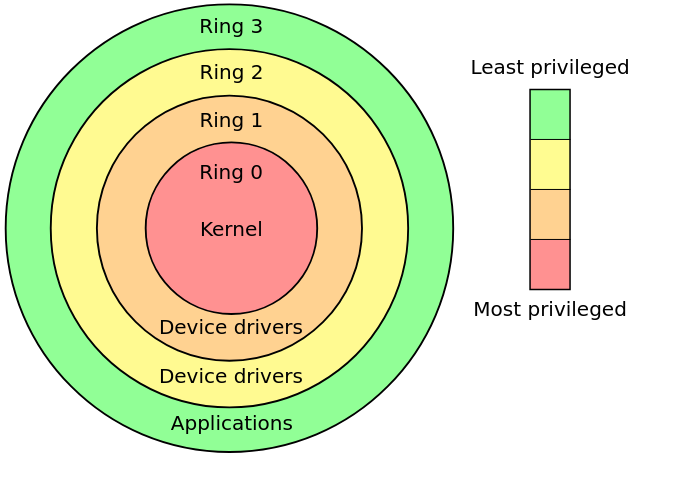 Ring 3
Ring 2
Ring 1
Ring 0
Kernel
Device drivers
Device drivers
Applications
Least privileged
Most privileged